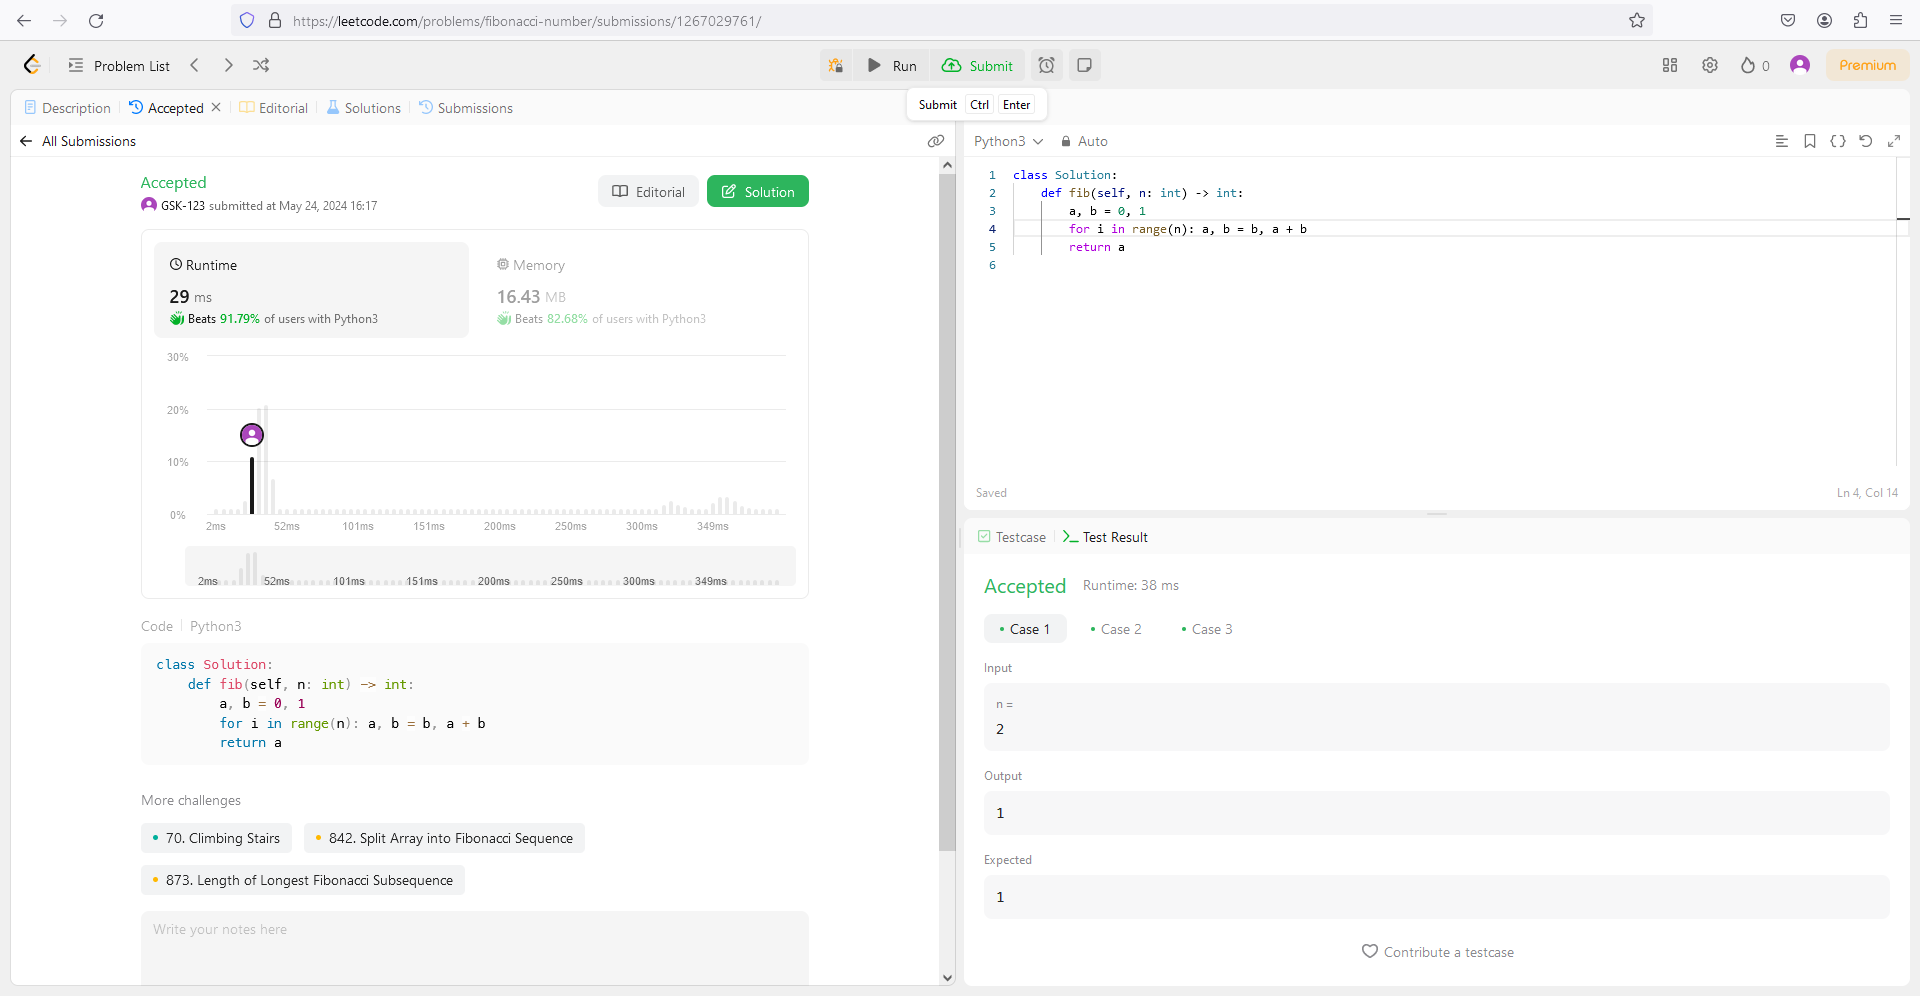 https://leetcode.com/problems/fibonacci-number/submissions/1267029761/
Problem List
Run
Submit
0
Premium
Description
Accepted
Editorial
Solutions
Submissions
Submit Ctrl Enter
All Submissions
Accepted
GSK-123 submitted at May 24, 2024 16:17
Editorial
Solution
Runtime
29 ms
Beats 91.79% of users with Python3
Memory
16.43 MB
Beats 82.68% of users with Python3
30%
20%
10%
0%
2ms 52ms 101ms 151ms 200ms 250ms 300ms 349ms
2ms 52ms 101ms 151ms 200ms 250ms 300ms 349ms
Code Python3
class Solution:
def fib(self, n: int) -> int:
a, b = 0, 1
for i in range(n): a, b = b, a + b
return a
More challenges
70. Climbing Stairs
842. Split Array into Fibonacci Sequence
873. Length of Longest Fibonacci Subsequence
Write your notes here
Python3 Auto
1 class Solution:
2 def fib(self, n: int) -> int:
3 a, b = 0, 1
4 for i in range(n): a, b = b, a + b
5 return a
6
Saved
Ln 4, Col 14
Testcase
Test Result
Accepted Runtime: 38 ms
Case 1 Case 2 Case 3
Input
n =
2
Output
1
Expected
1
Contribute a testcase